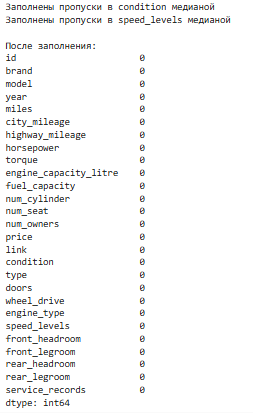 Заполнены пропуски в condition медианой
Заполнены пропуски в speed_levels медианой
После заполнения:
id 0
brand 0
model 0
year 0
miles 0
city_mileage 0
highway_mileage 0
horsepower 0
torque 0
engine_capacity_litre 0
fuel_capacity 0
num_cylinder 0
num_seat 0
num_owners 0
price 0
link 0
condition 0
type 0
doors 0
wheel_drive 0
engine_type 0
speed_levels 0
front_headroom 0
front_legroom 0
rear_headroom 0
rear_legroom 0
service_records 0
dtype: int64